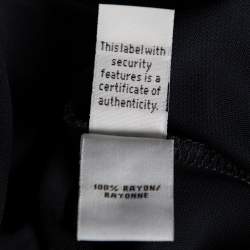 This label with
security
features is a
certificate of
authenticity.
100% RAYON/
RAYONNE